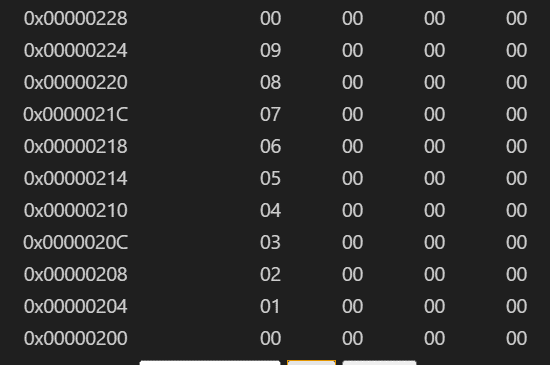 0x00000228 00 00 00 00
0x00000224 09 00 00 00
0x00000220 08 00 00 00
0x0000021C 07 00 00 00
0x00000218 06 00 00 00
0x00000214 05 00 00 00
0x00000210 04 00 00 00
0x0000020C 03 00 00 00
0x00000208 02 00 00 00
0x00000204 01 00 00 00
0x00000200 00 00 00 00